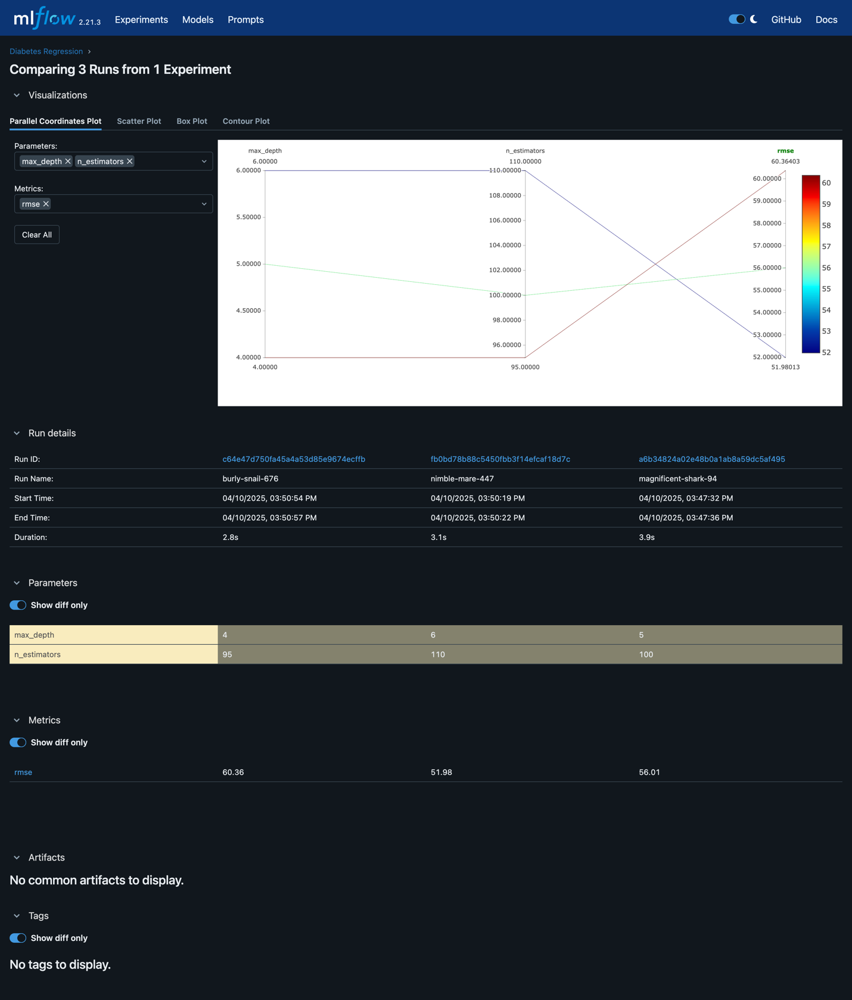 mlflow 2.21.3 Experiments Models Prompts GitHub Docs
Diabetes Regression
Comparing 3 Runs from 1 Experiment
Visualizations
Parallel Coordinates Plot Scatter Plot Box Plot Contour Plot
Parameters:
max_depth n_estimators
Metrics:
rmse
Clear All
max_depth n_estimators rmse
6.00000 110.00000 60.36403
6.00000
5.50000
5.00000
4.50000
4.00000
4.00000
110.00000
108.00000
106.00000
104.00000
102.00000
100.00000
98.00000
96.00000
95.00000
60.00000
59.00000
58.00000
57.00000
56.00000
55.00000
54.00000
53.00000
52.00000
51.98013
60
59
58
57
56
55
54
53
52
Run details
Run ID: c64e47d750fa45a4a53d85e9674ecffb fb0bd78b88c5450fbb3f14efcaf18d7c a6b34824a02e48b0a1ab8a59dc5af495
Run Name: burly-snail-676 nimble-mare-447 magnificent-shark-94
Start Time: 04/10/2025, 03:50:54 PM 04/10/2025, 03:50:19 PM 04/10/2025, 03:47:32 PM
End Time: 04/10/2025, 03:50:57 PM 04/10/2025, 03:50:22 PM 04/10/2025, 03:47:36 PM
Duration: 2.8s 3.1s 3.9s
Parameters
Show diff only
max_depth 4 6 5
n_estimators 95 110 100
Metrics
Show diff only
rmse 60.36 51.98 56.01
Artifacts
No common artifacts to display.
Tags
Show diff only
No tags to display.